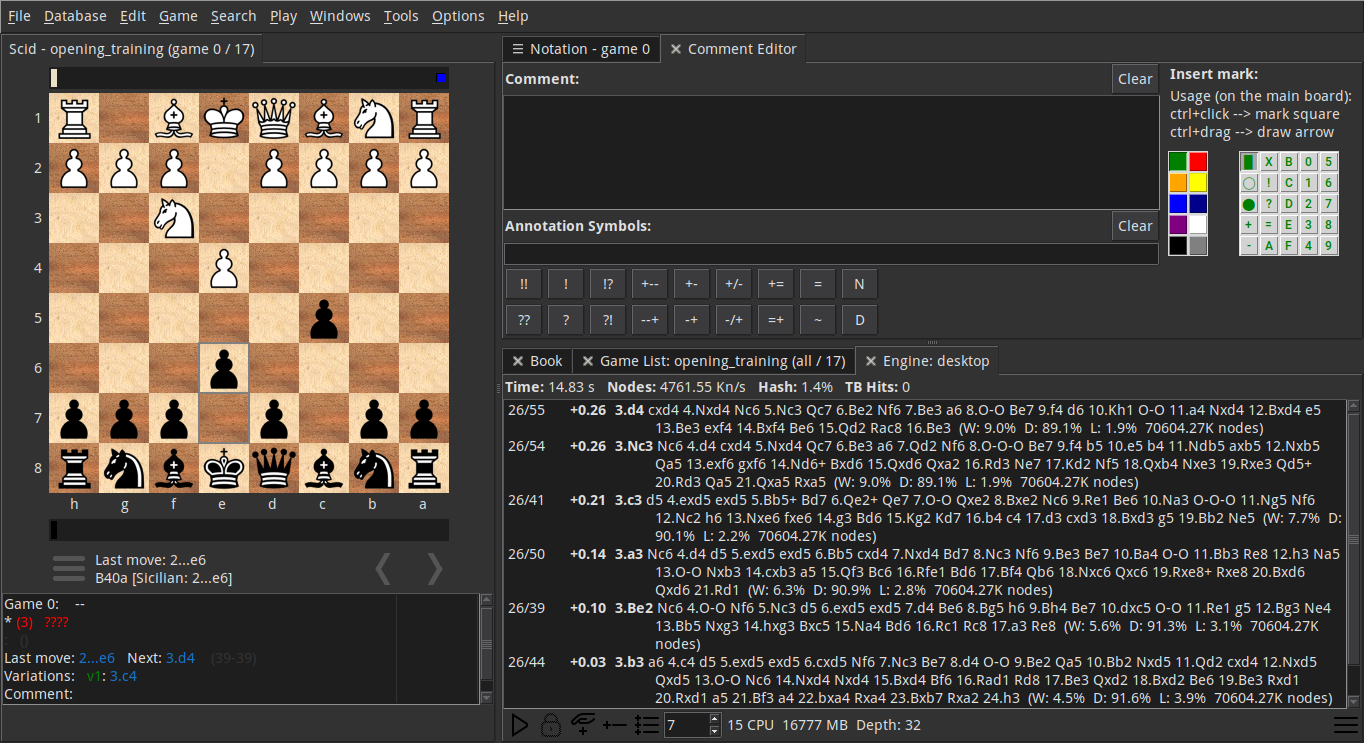 File Database Edit Game Search Play Windows Tools Options Help
Scid - opening_training (game 0 / 17)
1
2
3
4
5
6
7
8
h g f e d c b a
Last move: 2...e6
B40a [Sicilian: 2...e6]
Game 0: --
* (3) ????
: ()
Last move: 2...e6 Next: 3.d4 (39-39)
Variations: v1: 3.c4
Comment:
☰ Notation - game 0 ✕ Comment Editor
Comment: Clear
Annotation Symbols: Clear
!! ! !? +-- +- +/- += = N
?? ? ?! --+ -+ -/+ =+ ~ D
Insert mark:
Usage (on the main board):
ctrl+click --> mark square
ctrl+drag --> draw arrow
X B 0 5
! C 1 6
? D 2 7
+ = E 3 8
- A F 4 9
✕ Book ✕ Game List: opening_training (all / 17) ✕ Engine: desktop
Time: 14.83 s Nodes: 4761.55 Kn/s Hash: 1.4% TB Hits: 0
26/55 +0.26 3.d4 cxd4 4.Nxd4 Nc6 5.Nc3 Qc7 6.Be2 Nf6 7.Be3 a6 8.O-O Be7 9.f4 d6 10.Kh1 O-O 11.a4 Nxd4 12.Bxd4 e5
13.Be3 exf4 14.Bxf4 Be6 15.Qd2 Rac8 16.Be3 (W: 9.0% D: 89.1% L: 1.9% 70604.27K nodes)
26/54 +0.26 3.Nc3 Nc6 4.d4 cxd4 5.Nxd4 Qc7 6.Be3 a6 7.Qd2 Nf6 8.O-O-O Be7 9.f4 b5 10.e5 b4 11.Ndb5 axb5 12.Nxb5
Qa5 13.exf6 gxf6 14.Nd6+ Bxd6 15.Qxd6 Qxa2 16.Rd3 Ne7 17.Kd2 Nf5 18.Qxb4 Nxe3 19.Rxe3 Qd5+
20.Rd3 Qa5 21.Qxa5 Rxa5 (W: 9.0% D: 89.1% L: 1.9% 70604.27K nodes)
26/41 +0.21 3.c3 d5 4.exd5 exd5 5.Bb5+ Bd7 6.Qe2+ Qe7 7.O-O Qxe2 8.Bxe2 Nc6 9.Re1 Be6 10.Na3 O-O-O 11.Ng5 Nf6
12.Nc2 h6 13.Nxe6 fxe6 14.g3 Bd6 15.Kg2 Kd7 16.b4 c4 17.d3 cxd3 18.Bxd3 g5 19.Bb2 Ne5 (W: 7.7% D:
90.1% L: 2.2% 70604.27K nodes)
26/50 +0.14 3.a3 Nc6 4.d4 d5 5.exd5 exd5 6.Bb5 cxd4 7.Nxd4 Bd7 8.Nc3 Nf6 9.Be3 Be7 10.Ba4 O-O 11.Bb3 Re8 12.h3 Na5
13.O-O Nxb3 14.cxb3 a5 15.Qf3 Bc6 16.Rfe1 Bd6 17.Bf4 Qb6 18.Nxc6 Qxc6 19.Rxe8+ Rxe8 20.Bxd6
Qxd6 21.Rd1 (W: 6.3% D: 90.9% L: 2.8% 70604.27K nodes)
26/39 +0.10 3.Be2 Nc6 4.O-O Nf6 5.Nc3 d5 6.exd5 exd5 7.d4 Be6 8.Bg5 h6 9.Bh4 Be7 10.dxc5 O-O 11.Re1 g5 12.Bg3 Ne4
13.Bb5 Nxg3 14.hxg3 Bxc5 15.Na4 Bd6 16.Rc1 Rc8 17.a3 Re8 (W: 5.6% D: 91.3% L: 3.1% 70604.27K
nodes)
26/44 +0.03 3.b3 a6 4.c4 d5 5.exd5 exd5 6.cxd5 Nf6 7.Nc3 Be7 8.d4 O-O 9.Be2 Qa5 10.Bb2 Nxd5 11.Qd2 cxd4 12.Nxd5
Qxd5 13.O-O Nc6 14.Nxd4 Nxd4 15.Bxd4 Bf6 16.Rad1 Rd8 17.Be3 Qxd2 18.Bxd2 Be6 19.Be3 Rxd1
20.Rxd1 a5 21.Bf3 a4 22.bxa4 Rxa4 23.Bxb7 Rxa2 24.h3 (W: 4.5% D: 91.6% L: 3.9% 70604.27K nodes)
7 15 CPU 16777 MB Depth: 32